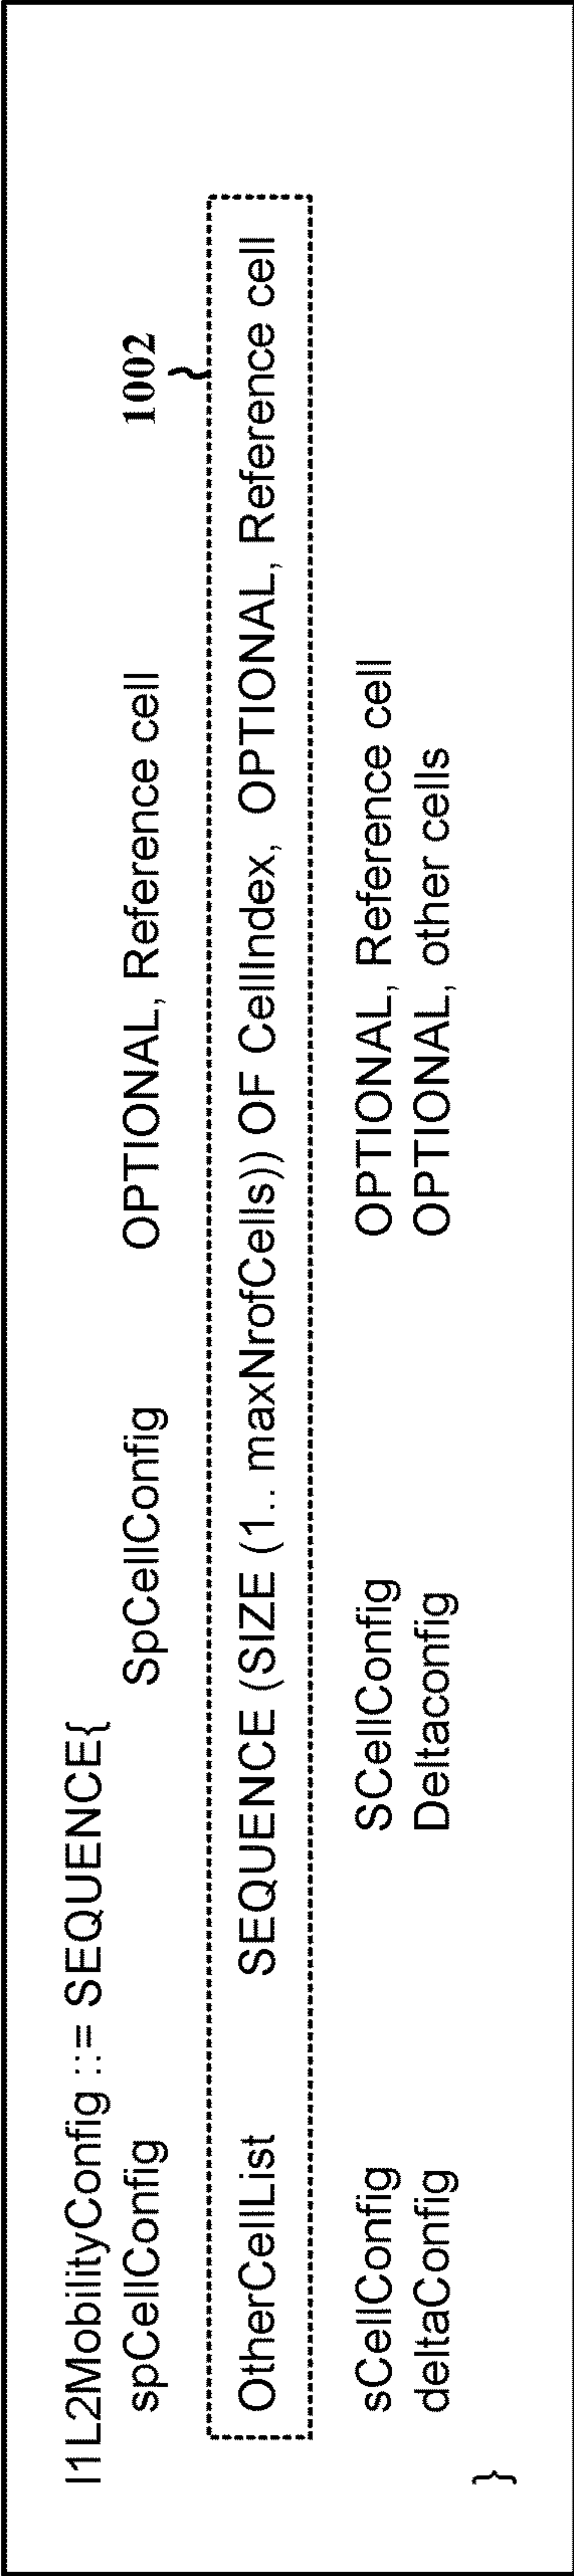 l1L2MobilityConfig ::= SEQUENCE{
spCellConfig SpCellConfig OPTIONAL, Reference cell
1002
OtherCellList SEQUENCE (SIZE (1.. maxNrofCells)) OF CellIndex, OPTIONAL, Reference cell
sCellConfig SCellConfig OPTIONAL, Reference cell
deltaConfig Deltaconfig OPTIONAL, other cells
}